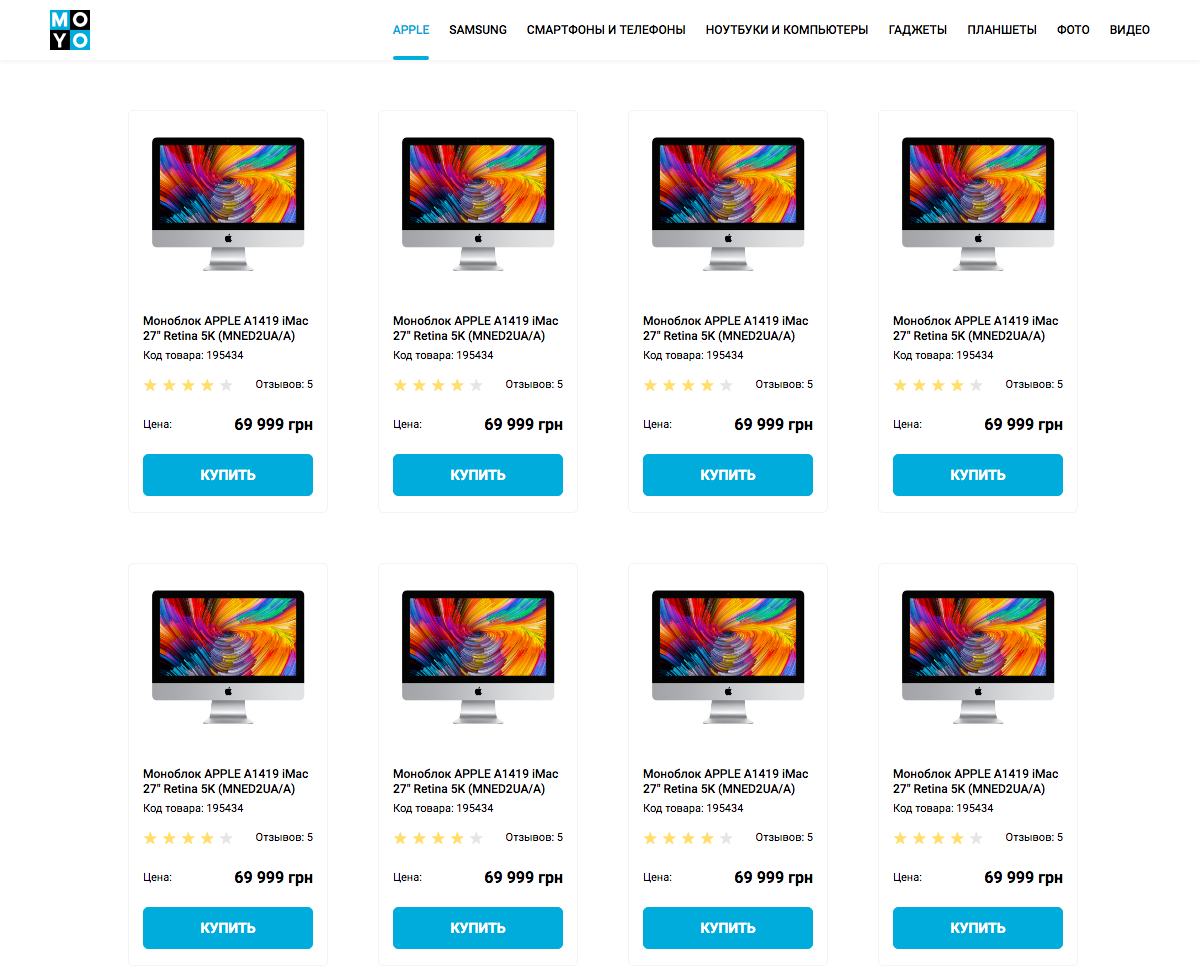 MO
YO
APPLE SAMSUNG СМАРТФОНЫ И ТЕЛЕФОНЫ НОУТБУКИ И КОМПЬЮТЕРЫ ГАДЖЕТЫ ПЛАНШЕТЫ ФОТО ВИДЕО
Моноблок APPLE A1419 iMac
27" Retina 5K (MNED2UA/A)
Код товара: 195434
Отзывов: 5
Цена: 69 999 грн
КУПИТЬ
Моноблок APPLE A1419 iMac
27" Retina 5K (MNED2UA/A)
Код товара: 195434
Отзывов: 5
Цена: 69 999 грн
КУПИТЬ
Моноблок APPLE A1419 iMac
27" Retina 5K (MNED2UA/A)
Код товара: 195434
Отзывов: 5
Цена: 69 999 грн
КУПИТЬ
Моноблок APPLE A1419 iMac
27" Retina 5K (MNED2UA/A)
Код товара: 195434
Отзывов: 5
Цена: 69 999 грн
КУПИТЬ
Моноблок APPLE A1419 iMac
27" Retina 5K (MNED2UA/A)
Код товара: 195434
Отзывов: 5
Цена: 69 999 грн
КУПИТЬ
Моноблок APPLE A1419 iMac
27" Retina 5K (MNED2UA/A)
Код товара: 195434
Отзывов: 5
Цена: 69 999 грн
КУПИТЬ
Моноблок APPLE A1419 iMac
27" Retina 5K (MNED2UA/A)
Код товара: 195434
Отзывов: 5
Цена: 69 999 грн
КУПИТЬ
Моноблок APPLE A1419 iMac
27" Retina 5K (MNED2UA/A)
Код товара: 195434
Отзывов: 5
Цена: 69 999 грн
КУПИТЬ